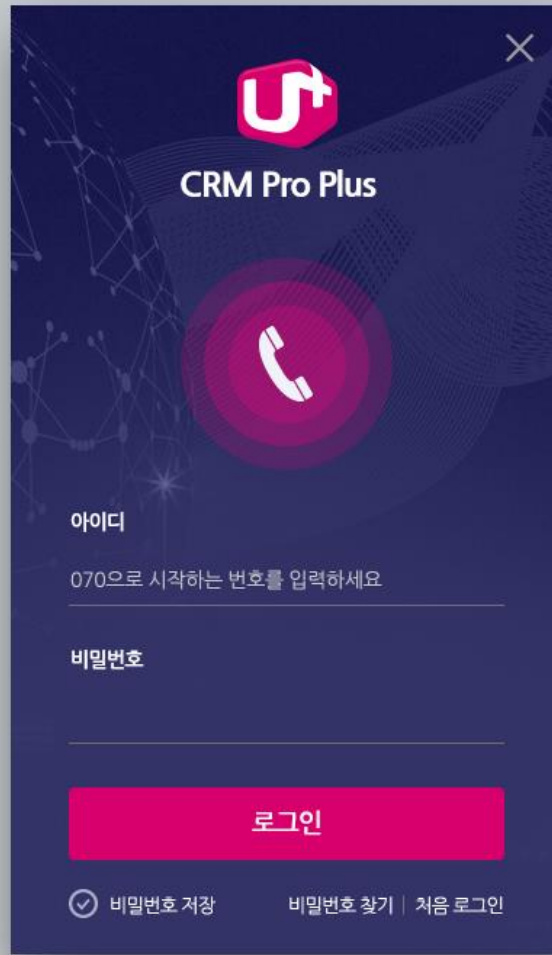 U+
CRM Pro Plus
아이디
070으로 시작하는 번호를 입력하세요
비밀번호
로그인
비밀번호 저장 비밀번호 찾기 | 처음 로그인